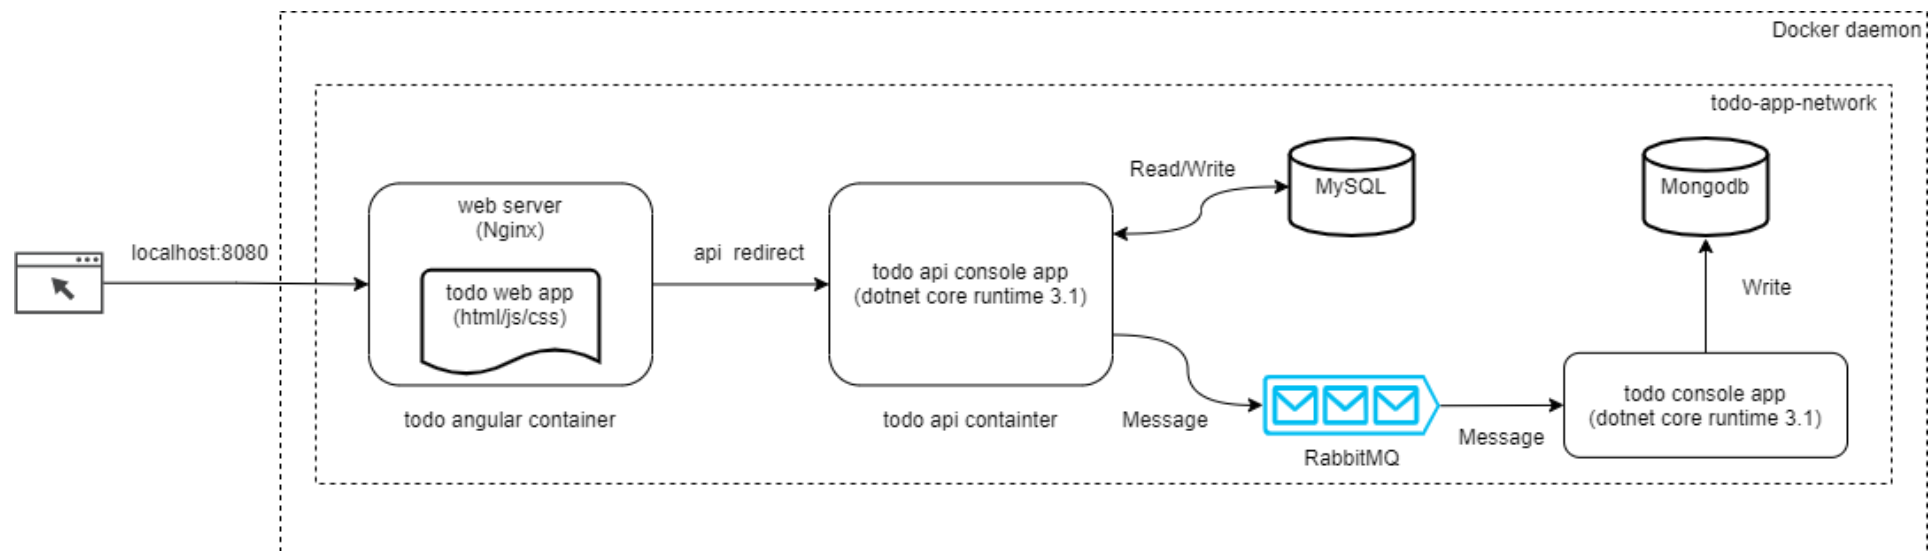 Docker daemon
todo-app-network
localhost:8080
web server
(Nginx)
todo web app
(html/js/css)
todo angular container
api redirect
todo api console app
(dotnet core runtime 3.1)
todo api containter
Read/Write
MySQL
Message
RabbitMQ
Message
Mongodb
Write
todo console app
(dotnet core runtime 3.1)